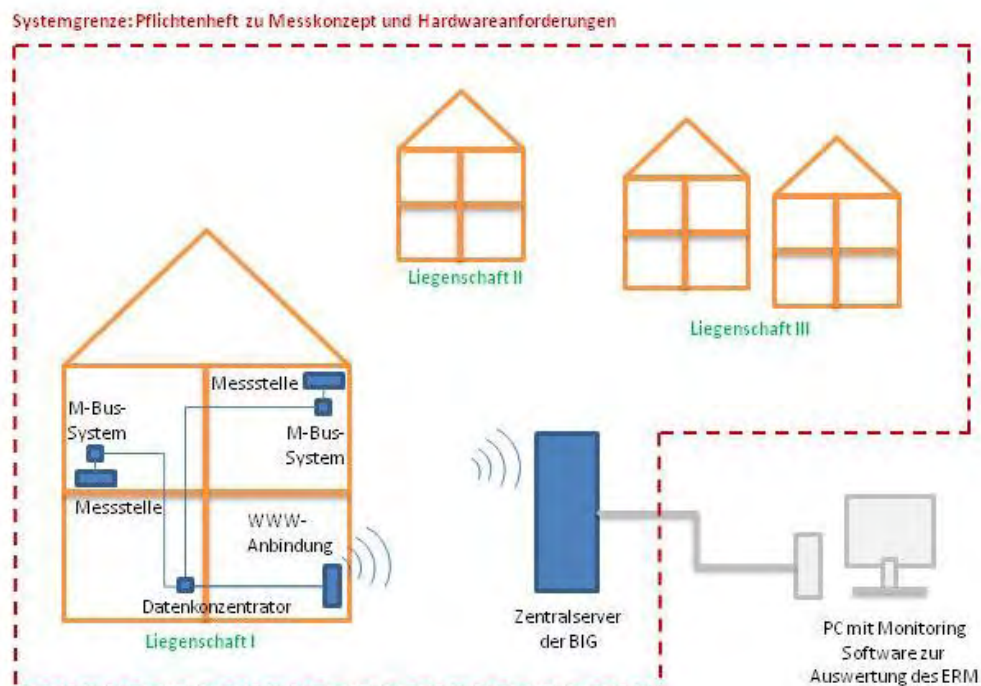 Systemgrenze: Pflichtenheft zu Messkonzept und Hardwareanforderungen
Liegenschaft II
Liegenschaft III
Messstelle
M-Bus-
System
M-Bus-
System
Messstelle
WWW-
Anbindung
Datenkonzentrator
Liegenschaft I
Zentralserver
der BIG
PC mit Monitoring
Software zur
Auswertung des ERM